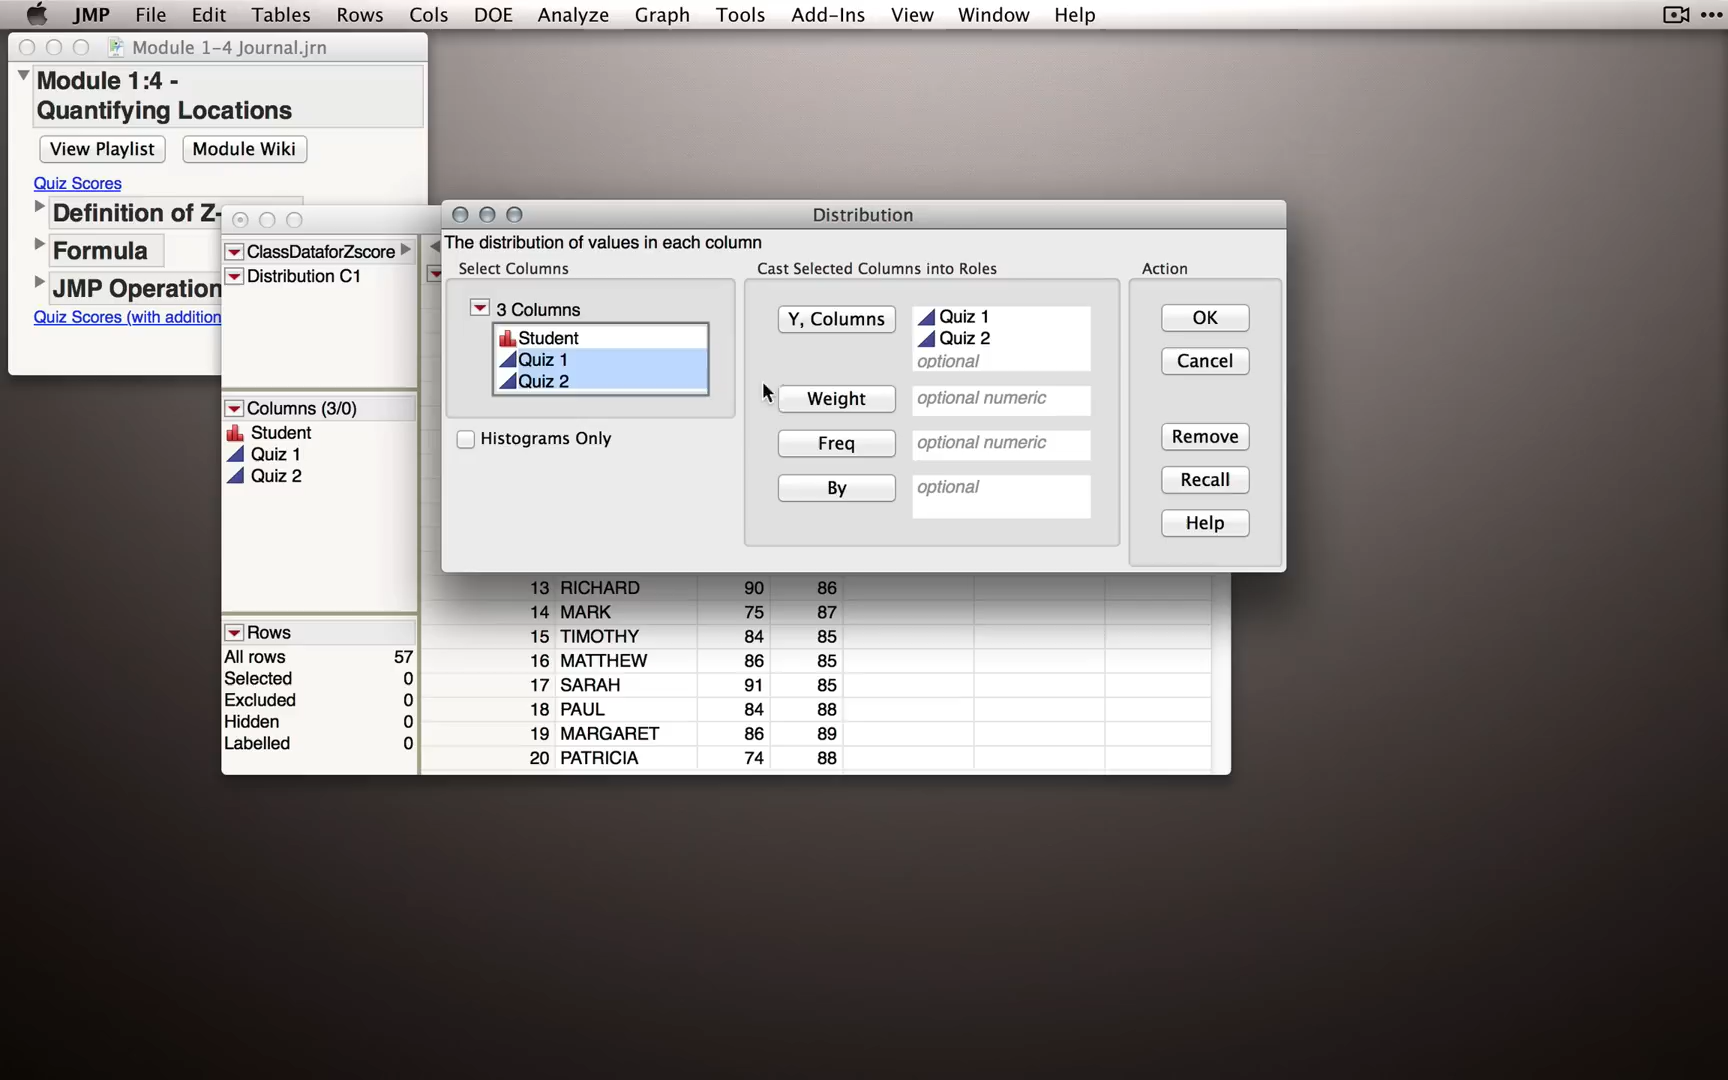 JMP File Edit Tables Rows Cols DOE Analyze Graph Tools Add-Ins View Window Help
Module 1-4 Journal.jrn
Module 1:4 -
Quantifying Locations
View Playlist Module Wiki
Quiz Scores
Definition of Z-
Formula
JMP Operation
Quiz Scores (with addition
ClassDataforZscore
Distribution C1
Columns (3/0)
Student
Quiz 1
Quiz 2
Rows
All rows 57
Selected 0
Excluded 0
Hidden 0
Labelled 0
Distribution
The distribution of values in each column
Select Columns
3 Columns
Student
Quiz 1
Quiz 2
Histograms Only
Cast Selected Columns into Roles
Y, Columns
Quiz 1
Quiz 2
optional
Weight optional numeric
Freq optional numeric
By optional
Action
OK
Cancel
Remove
Recall
Help
13 RICHARD 90 86
14 MARK 75 87
15 TIMOTHY 84 85
16 MATTHEW 86 85
17 SARAH 91 85
18 PAUL 84 88
19 MARGARET 86 89
20 PATRICIA 74 88